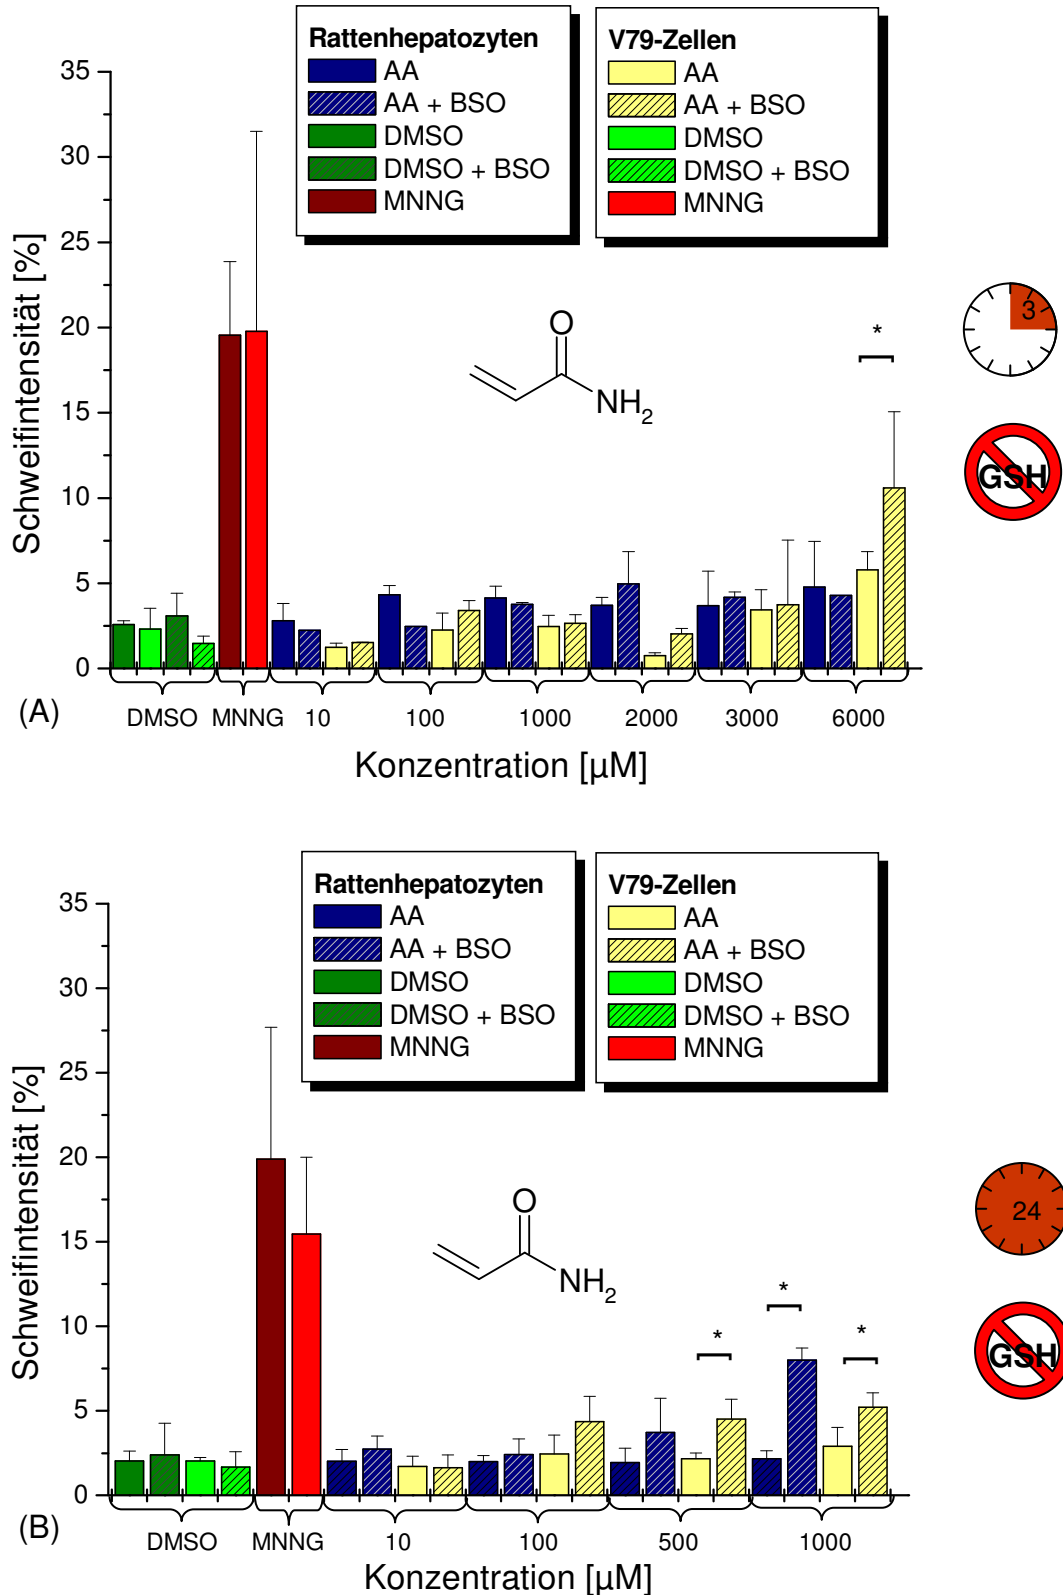 Rattenhepatozyten
AA
AA + BSO
DMSO
DMSO + BSO
MNNG
V79-Zellen
AA
AA + BSO
DMSO
DMSO + BSO
MNNG
35
30
25
20
15
10
5
0
Schweifintensität [%]
O
NH2
*
3
GSH
(A)
DMSO MNNG 10 100 1000 2000 3000 6000
Konzentration [µM]
Rattenhepatozyten
AA
AA + BSO
DMSO
DMSO + BSO
MNNG
V79-Zellen
AA
AA + BSO
DMSO
DMSO + BSO
MNNG
35
30
25
20
15
10
5
0
Schweifintensität [%]
O
NH2
*
*
*
24
GSH
(B)
DMSO MNNG 10 100 500 1000
Konzentration [µM]